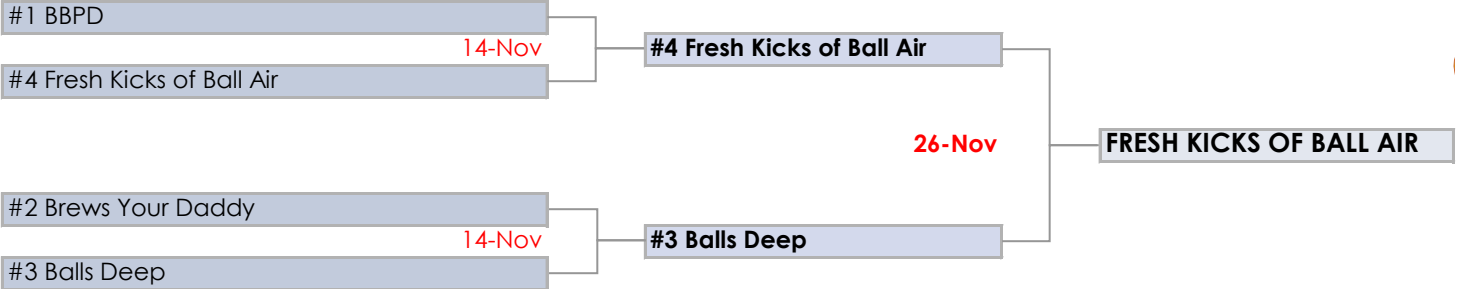 #1 BBPD
14-Nov
#4 Fresh Kicks of Ball Air
#4 Fresh Kicks of Ball Air
26-Nov
FRESH KICKS OF BALL AIR
#2 Brews Your Daddy
14-Nov
#3 Balls Deep
#3 Balls Deep